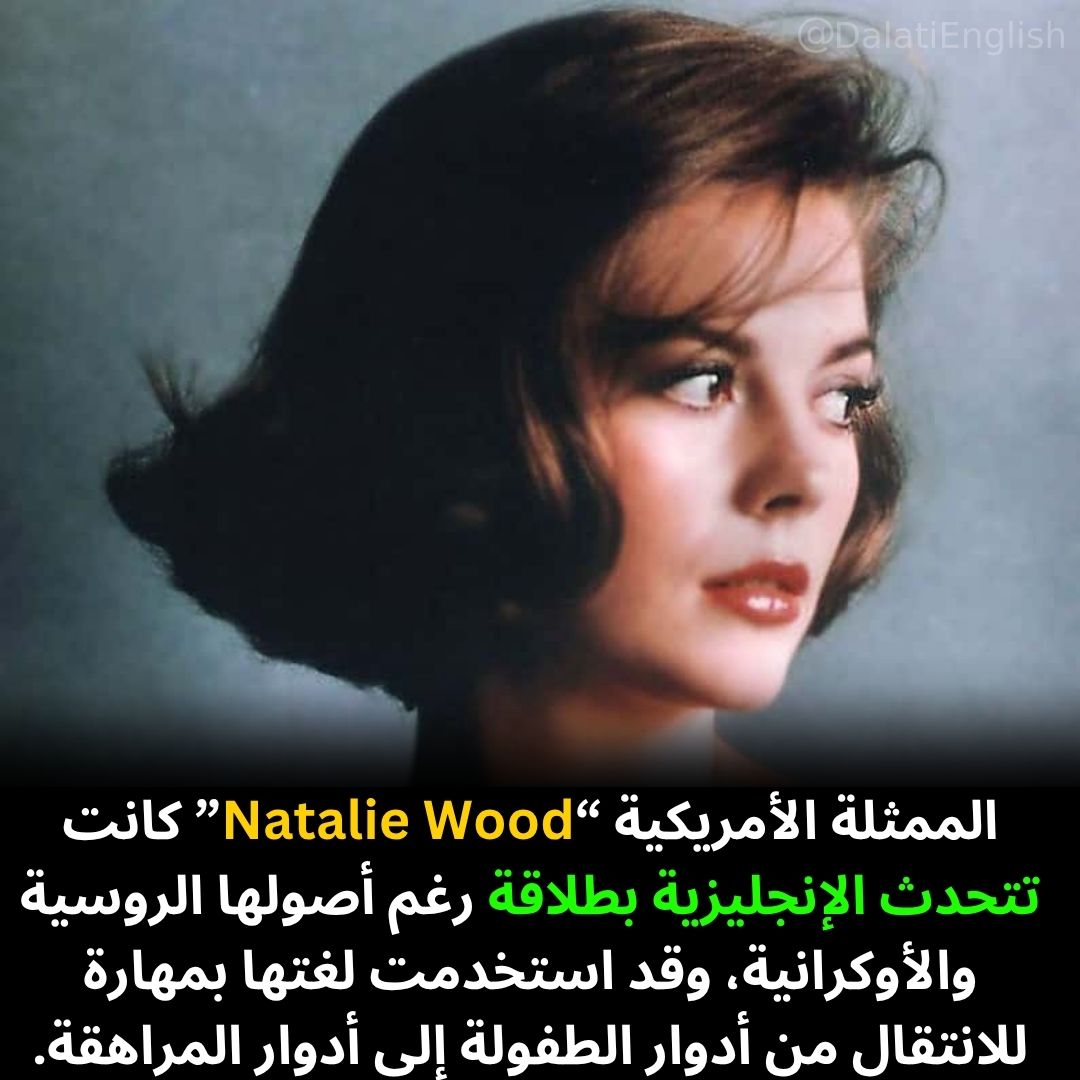 @DalatiEnglish
الممثلة الأمريكية “Natalie Wood” كانت
تتحدث الإنجليزية بطلاقة رغم أصولها الروسية
والأوكرانية، وقد استخدمت لغتها بمهارة
للانتقال من أدوار الطفولة إلى أدوار المراهقة.